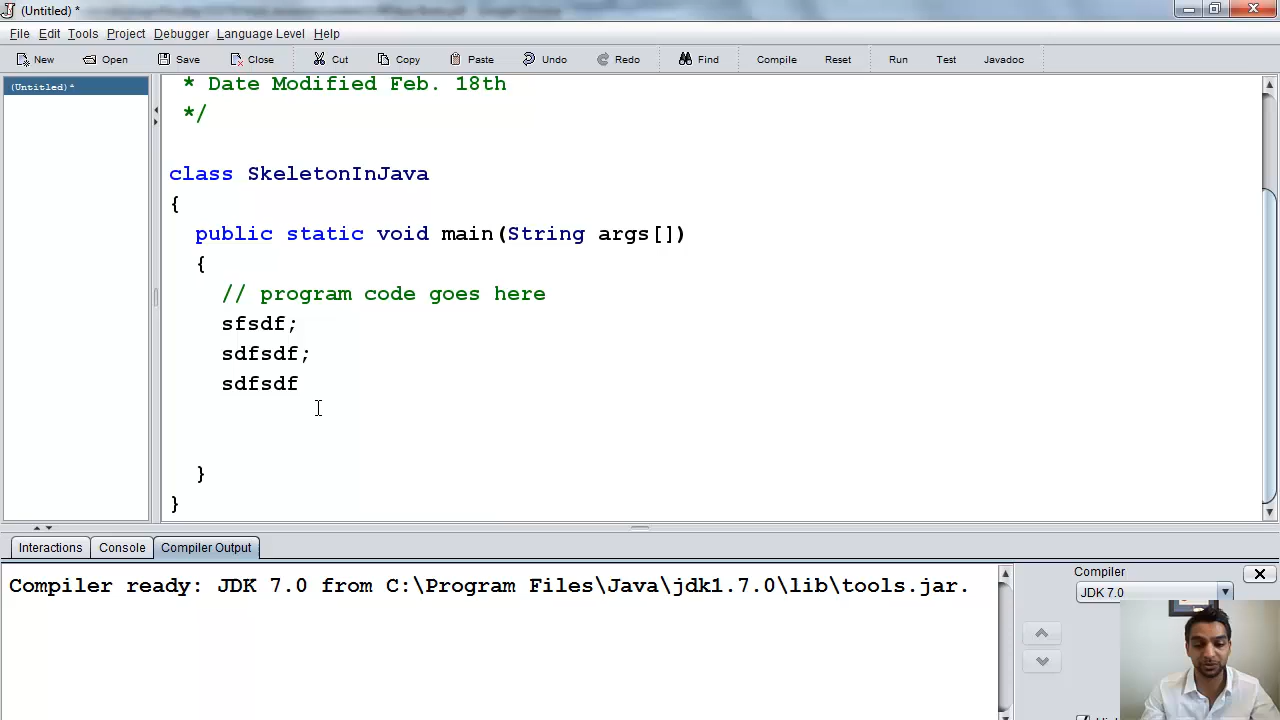 (Untitled) *
File Edit Tools Project Debugger Language Level Help
New Open Save Close Cut Copy Paste Undo Redo Find Compile Reset Run Test Javadoc
(Untitled)*
* Date Modified Feb. 18th
*/
class SkeletonInJava
{
public static void main(String args[])
{
// program code goes here
sfsdf;
sdfsdf;
sdfsdf
}
}
Interactions Console Compiler Output
Compiler ready: JDK 7.0 from C:\Program Files\Java\jdk1.7.0\lib\tools.jar.
Compiler
JDK 7.0